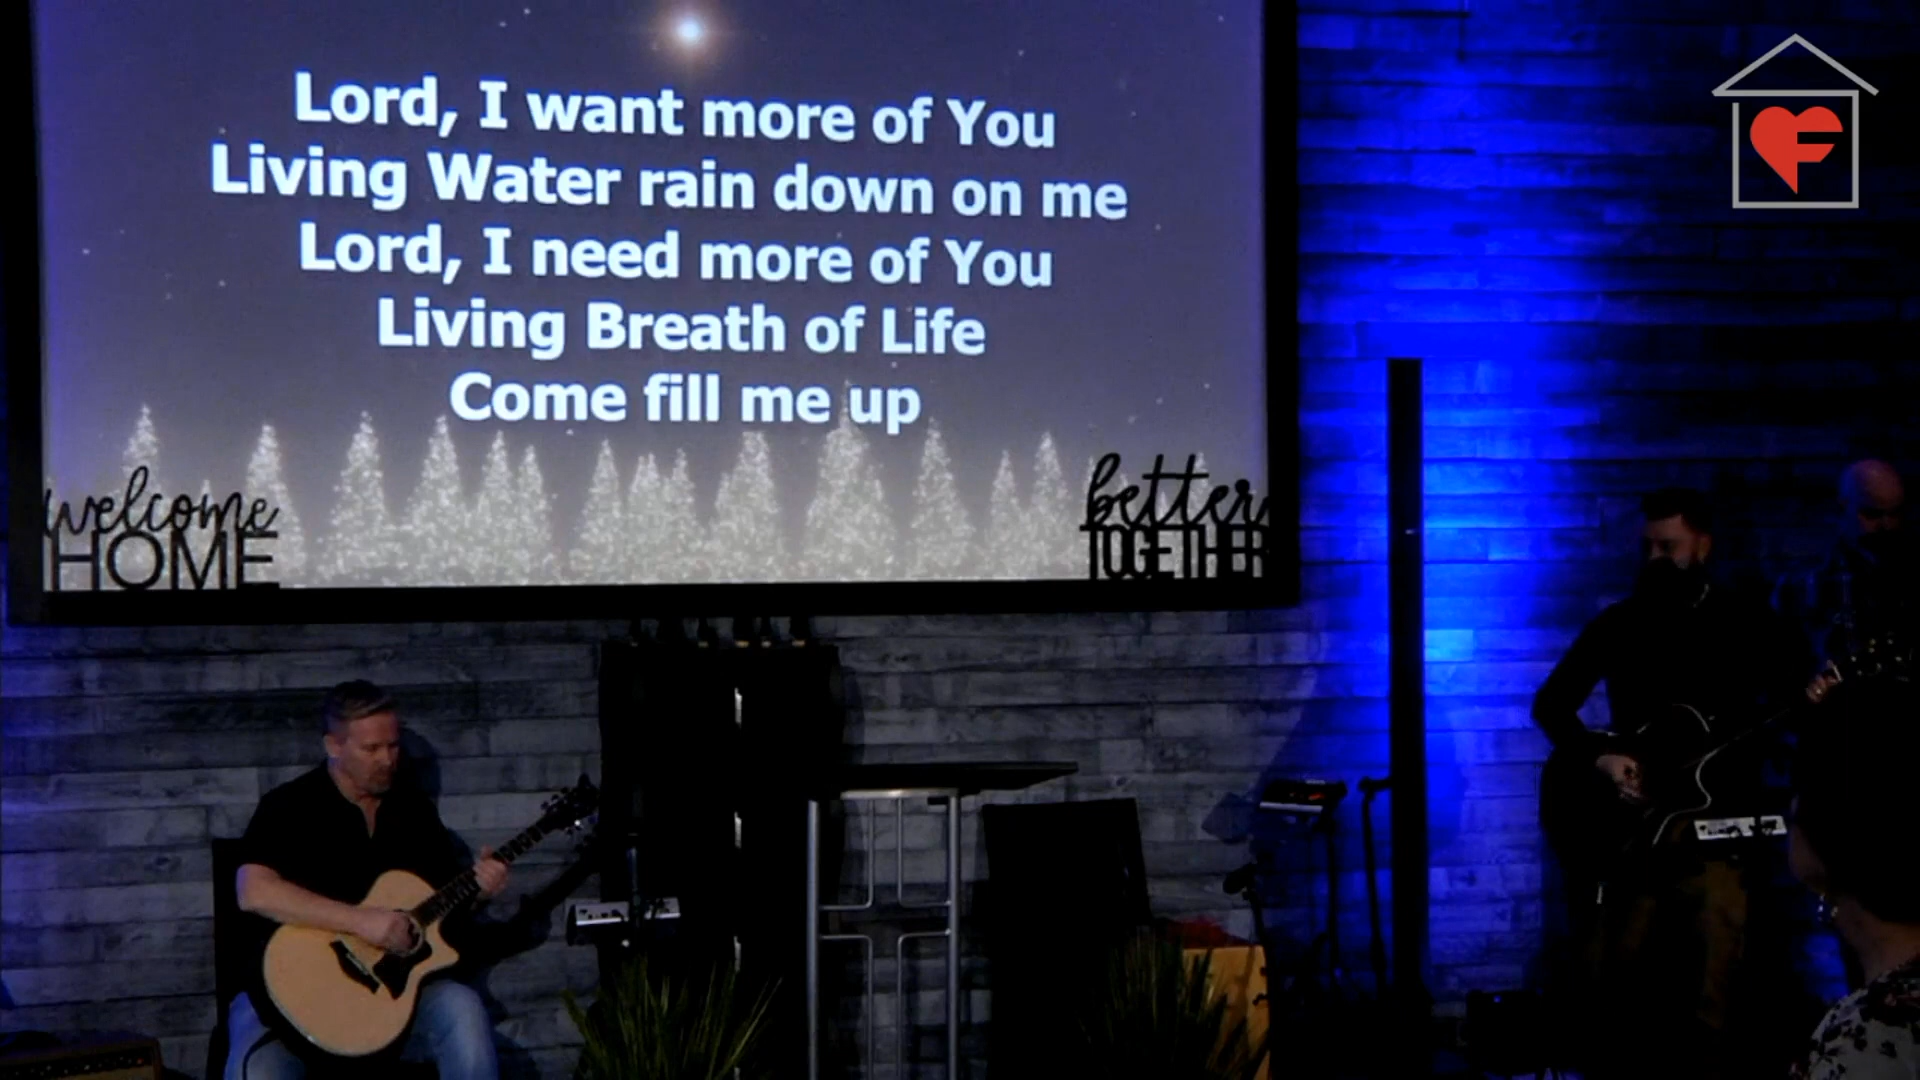 Lord, I want more of You
Living Water rain down on me
Lord, I need more of You
Living Breath of Life
Come fill me up
welcome
HOME
better
TOGETHER
F